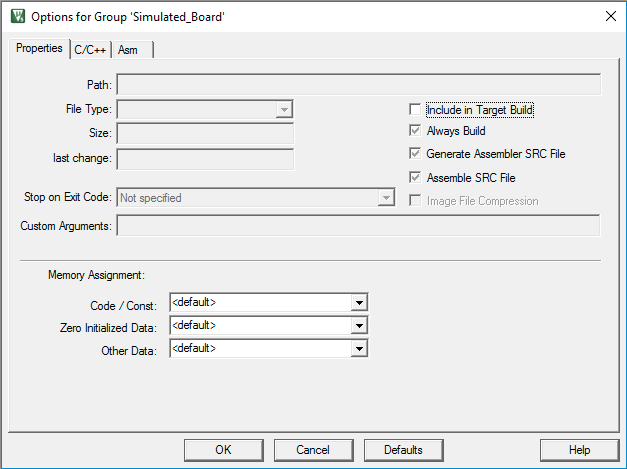 Options for Group 'Simulated_Board'
Properties
C/C++
Asm
Path:
File Type:
Include in Target Build
Size:
Always Build
last change:
Generate Assembler SRC File
Assemble SRC File
Stop on Exit Code:
Not specified
Image File Compression
Custom Arguments:
Memory Assignment:
Code / Const:
<default>
Zero Initialized Data:
<default>
Other Data:
<default>
OK
Cancel
Defaults
Help